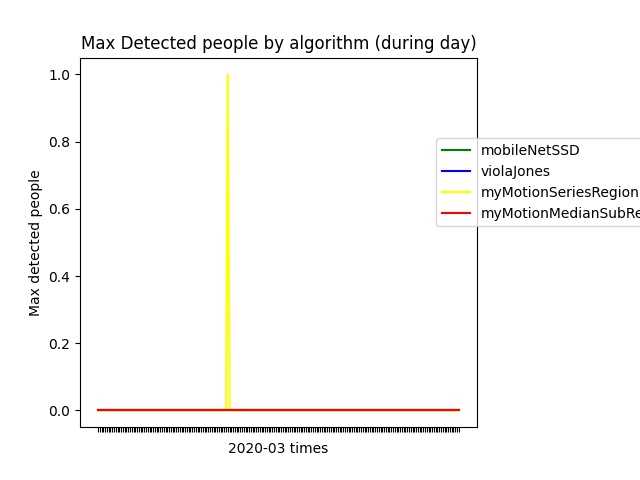 Max Detected people by algorithm (during day)
1.0
0.8
0.6
0.4
0.2
0.0
Max detected people
2020-03 times
mobileNetSSD
violaJones
myMotionSeriesRegion
myMotionMedianSubRe